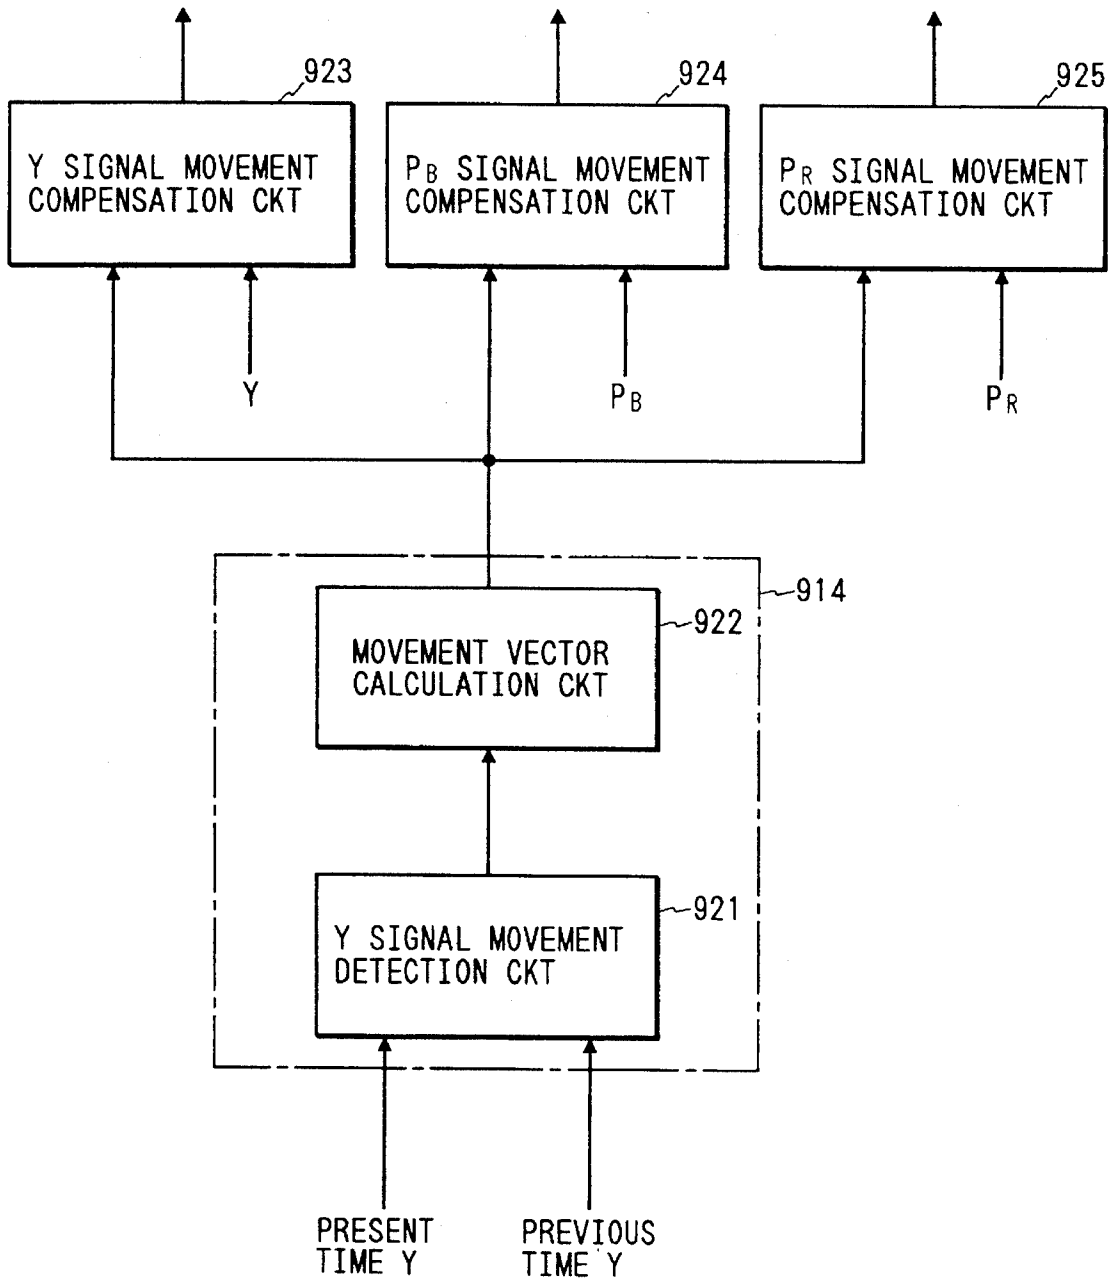 923
924
925
Y SIGNAL MOVEMENT
COMPENSATION CKT
PB SIGNAL MOVEMENT
COMPENSATION CKT
PR SIGNAL MOVEMENT
COMPENSATION CKT
Y
PB
PR
914
922
MOVEMENT VECTOR
CALCULATION CKT
921
Y SIGNAL MOVEMENT
DETECTION CKT
PRESENT
TIME Y
PREVIOUS
TIME Y